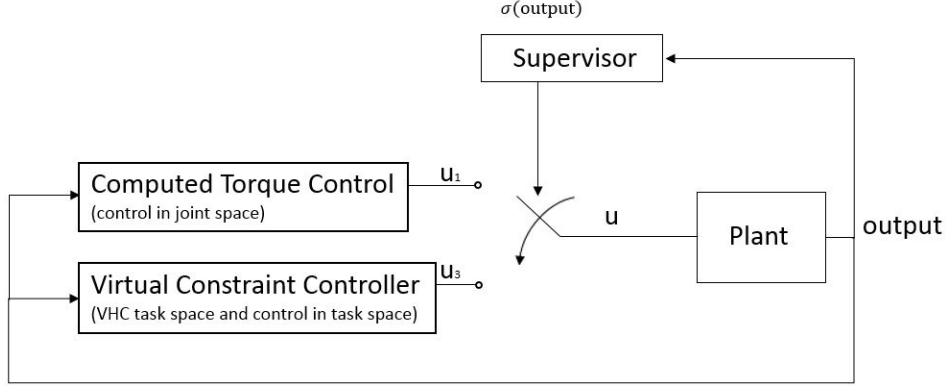 σ(output)
Supervisor
Computed Torque Control
(control in joint space)
u₁
u
Plant
output
Virtual Constraint Controller
(VHC task space and control in task space)
u₃